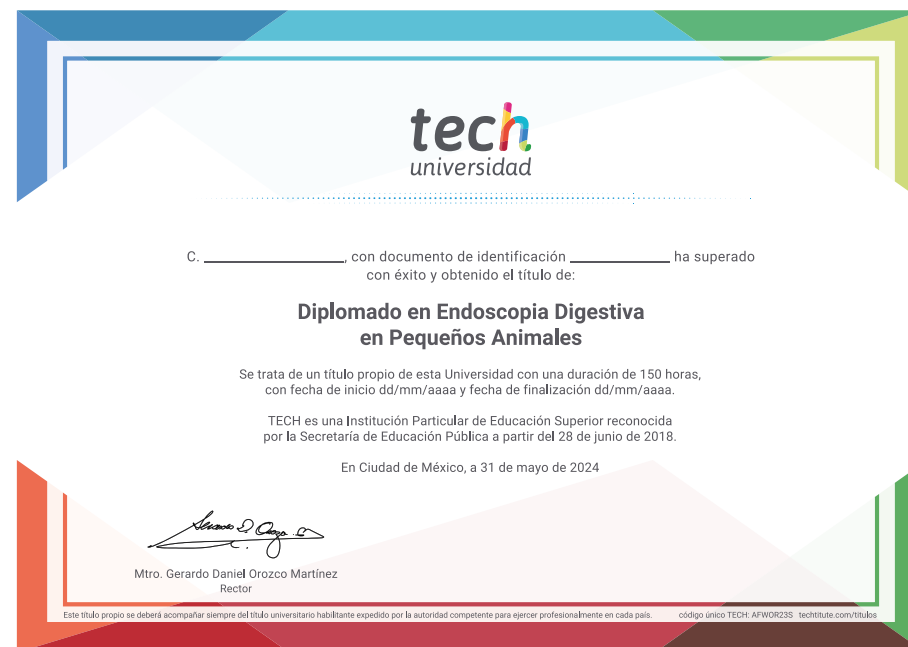 tech
universidad
C. ____________, con documento de identificación ____________ ha superado
con éxito y obtenido el título de:
Diplomado en Endoscopia Digestiva
en Pequeños Animales
Se trata de un título propio de esta Universidad con una duración de 150 horas,
con fecha de inicio dd/mm/aaaa y fecha de finalización dd/mm/aaaa.
TECH es una Institución Particular de Educación Superior reconocida
por la Secretaría de Educación Pública a partir del 28 de junio de 2018.
En Ciudad de México, a 31 de mayo de 2024
Mtro. Gerardo Daniel Orozco Martínez
Rector
Este título propio se deberá acompañar siempre del título universitario habilitante expedido por la autoridad competente para ejercer profesionalmente en cada país. código único TECH: AFWOR23S techtitute.com/titulos